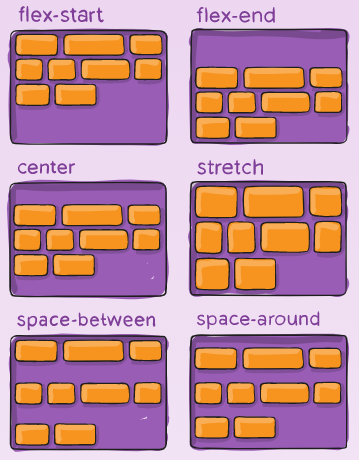 flex-start
flex-end
center
stretch
space-between
space-around